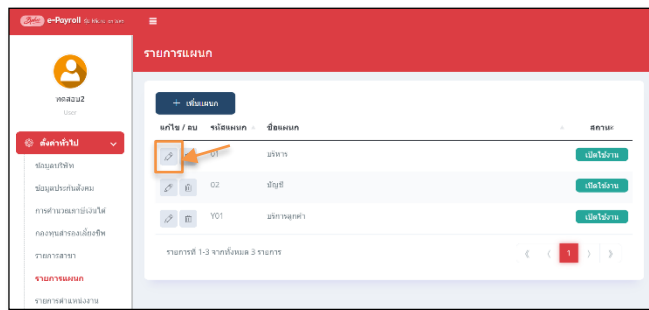 e-Payroll
รายการแผนก
ทดสอบ2
User
ตั้งค่าทั่วไป
ข้อมูลบริษัท
ข้อมูลประกันสังคม
การคำนวณภาษีเงินได้
กองทุนสำรองเลี้ยงชีพ
รายการสาขา
รายการแผนก
รายการตำแหน่งงาน
+ เพิ่มแผนก
แก้ไข / ลบ รหัสแผนก ชื่อแผนก สถานะ
01 บริหาร เปิดใช้งาน
02 บัญชี เปิดใช้งาน
Y01 บริการลูกค้า เปิดใช้งาน
รายการที่ 1-3 จากทั้งหมด 3 รายการ
1